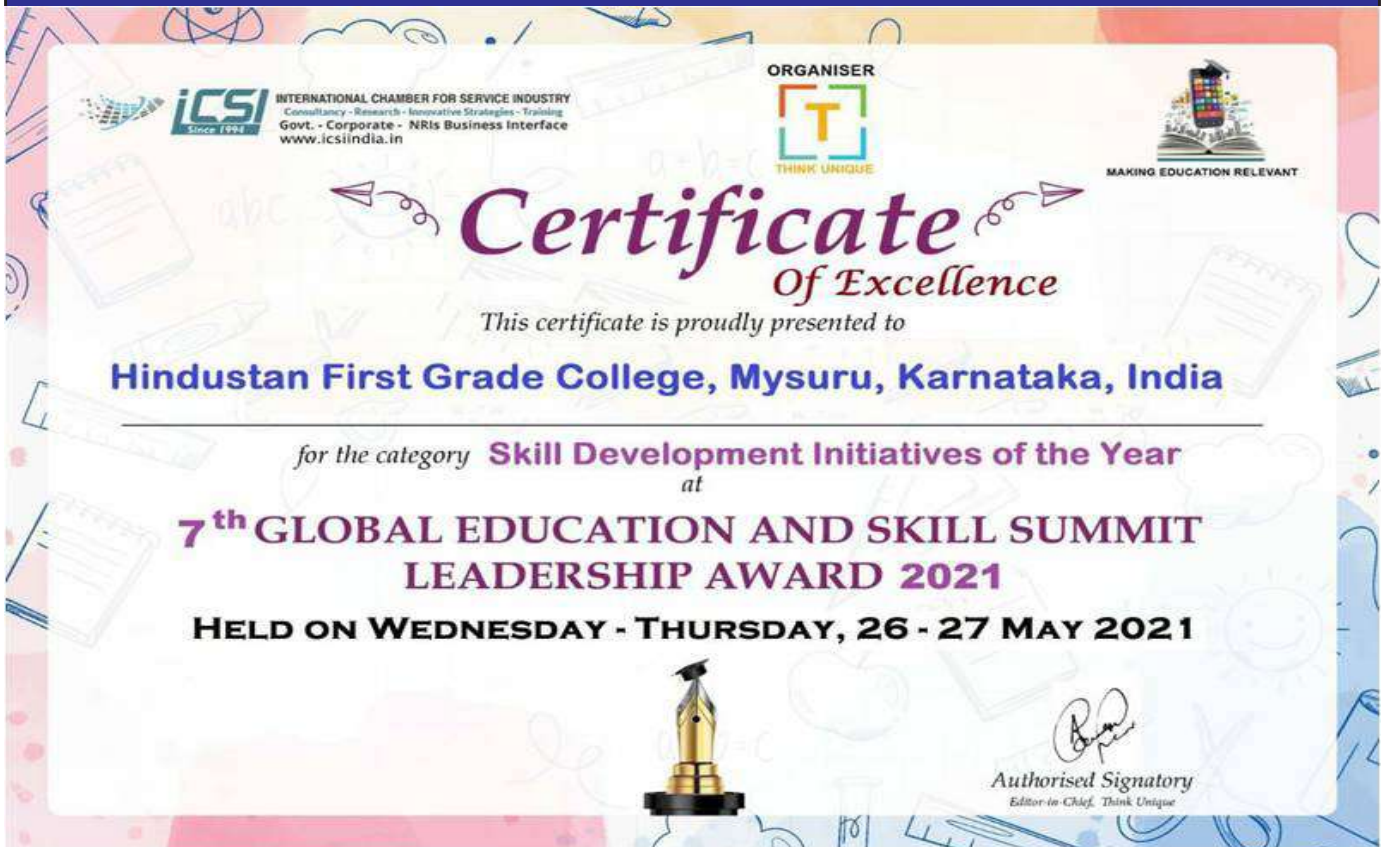 iCSI
Since 1994
INTERNATIONAL CHAMBER FOR SERVICE INDUSTRY
Consultancy - Research - Innovative Strategies - Training
Govt. - Corporate - NRIs Business Interface
www.icsiindia.in
ORGANISER
T
THINK UNIQUE
MAKING EDUCATION RELEVANT
Certificate
Of Excellence
This certificate is proudly presented to
Hindustan First Grade College, Mysuru, Karnataka, India
for the category Skill Development Initiatives of the Year
at
7th GLOBAL EDUCATION AND SKILL SUMMIT
LEADERSHIP AWARD 2021
HELD ON WEDNESDAY - THURSDAY, 26 - 27 MAY 2021
Authorised Signatory
Editor-in-Chief, Think Unique
abc